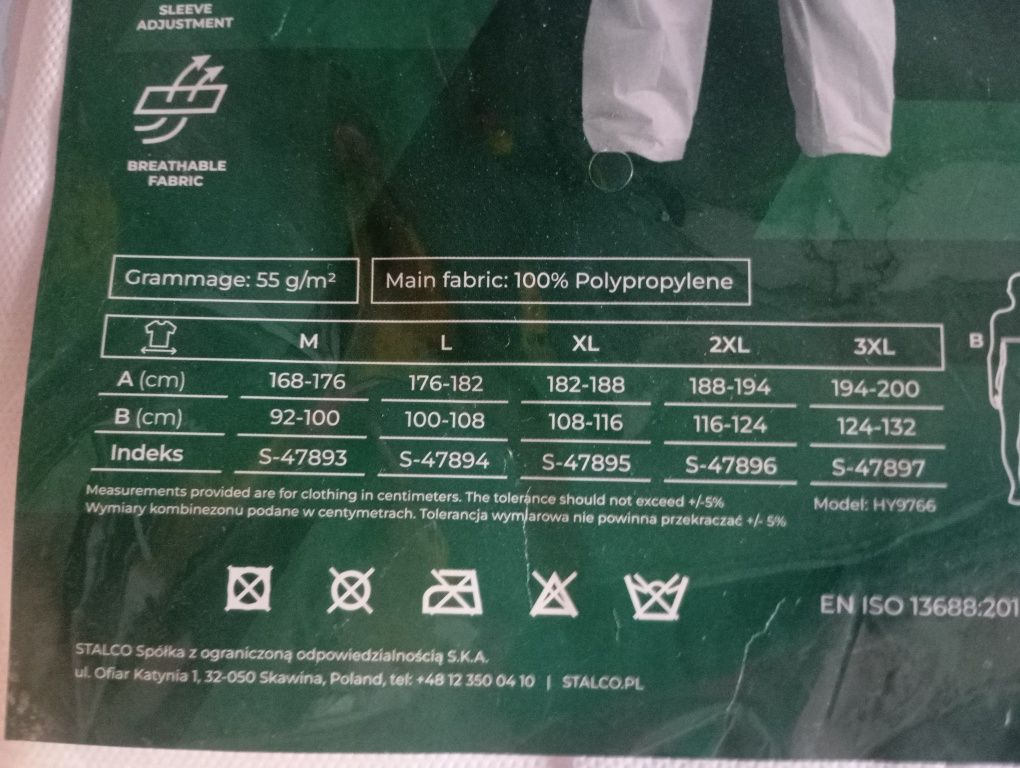 SLEEVE
ADJUSTMENT
BREATHABLE
FABRIC
Grammage: 55 g/m² Main fabric: 100% Polypropylene
M L XL 2XL 3XL
B
A (cm) 168-176 176-182 182-188 188-194 194-200
B (cm) 92-100 100-108 108-116 116-124 124-132
Indeks S-47893 S-47894 S-47895 S-47896 S-47897
Measurements provided are for clothing in centimeters. The tolerance should not exceed +/-5%
Model: HY9766
Wymiary kombinezonu podane w centymetrach. Tolerancja wymiarowa nie powinna przekraczać +/- 5%
EN ISO 13688:201
STALCO Spółka z ograniczoną odpowiedzialnością S.K.A.
ul. Ofiar Katynia 1, 32-050 Skawina, Poland, tel: +48 12 350 04 10 | STALCO.PL